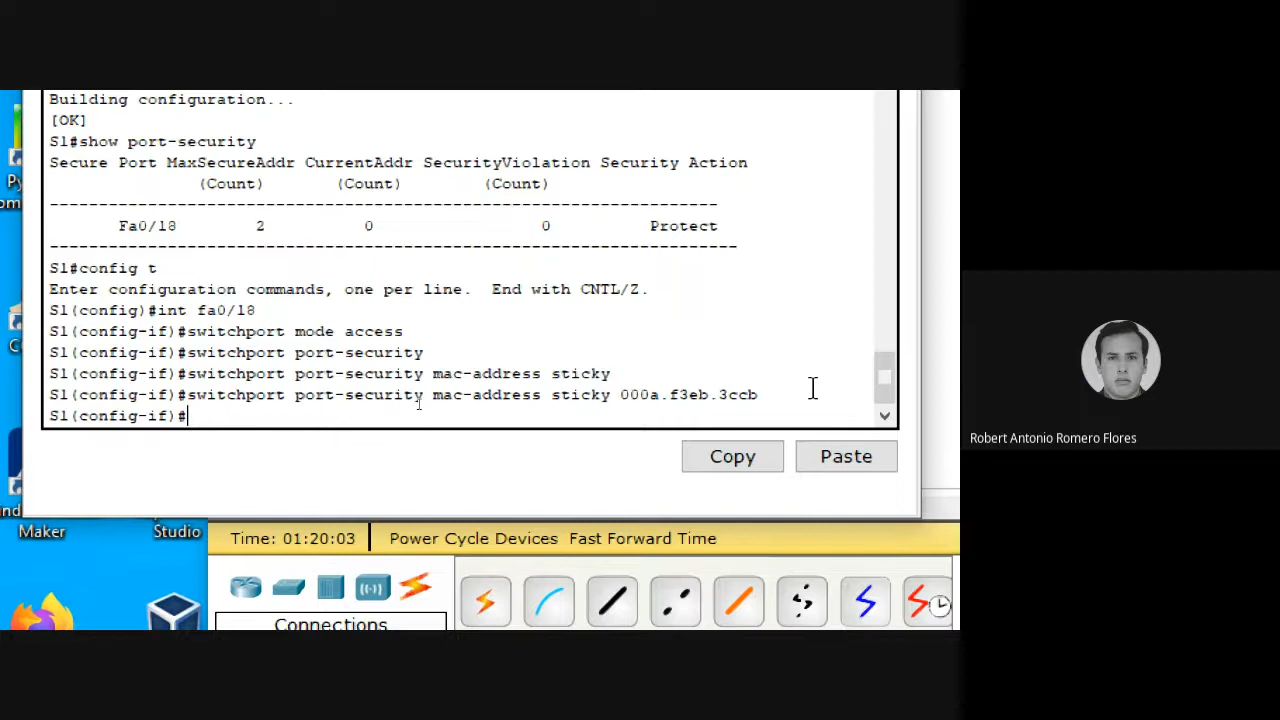 Building configuration...
[OK]
S1#show port-security
Secure Port MaxSecureAddr CurrentAddr SecurityViolation Security Action
(Count) (Count) (Count)
--------------------------------------------------------------------
Fa0/18 2 0 0 Protect
----------------------------------------------------------------------
S1#config t
Enter configuration commands, one per line. End with CNTL/Z.
S1(config)#int fa0/18
S1(config-if)#switchport mode access
S1(config-if)#switchport port-security
S1(config-if)#switchport port-security mac-address sticky
S1(config-if)#switchport port-security mac-address sticky 000a.f3eb.3ccb
S1(config-if)#
Copy Paste
Robert Antonio Romero Flores
Maker Studio
Time: 01:20:03 Power Cycle Devices Fast Forward Time
Connections